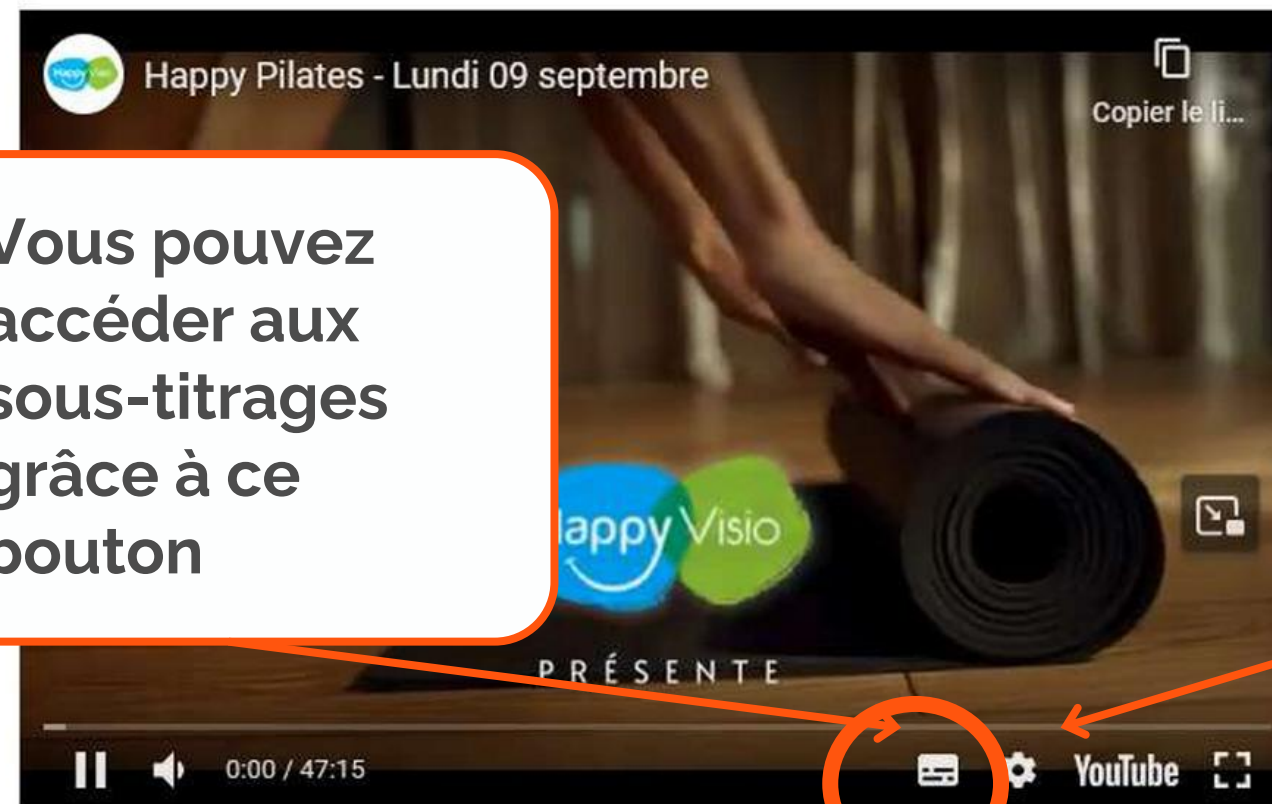 Happy Pilates - Lundi 09 septembre
Copier le li...
Vous pouvez
accéder aux
sous-titrages
grâce à ce
bouton
Happy Visio
PRÉSENTE
0:00 / 47:15
YouTube